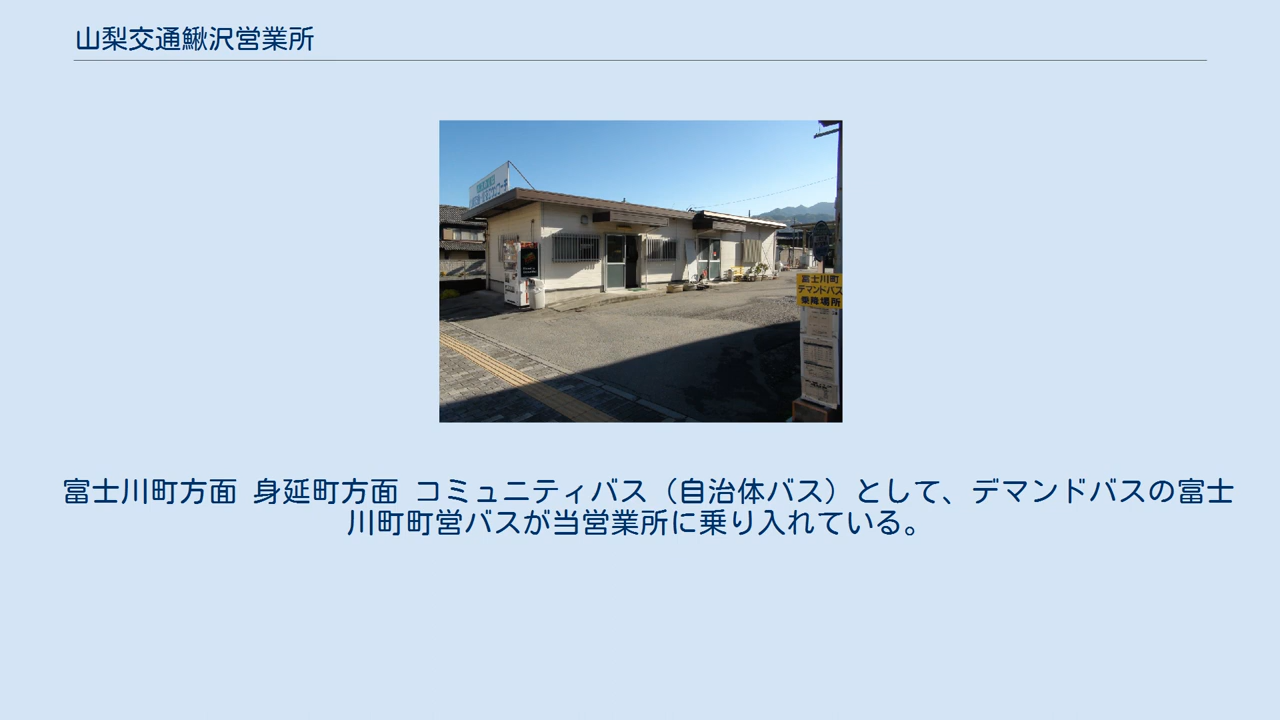 山梨交通鰍沢営業所
富士川町
デマンドバス
乗降場所
富士川町方面 身延町方面 コミュニティバス（自治体バス）として、デマンドバスの富士
川町町営バスが当営業所に乗り入れている。